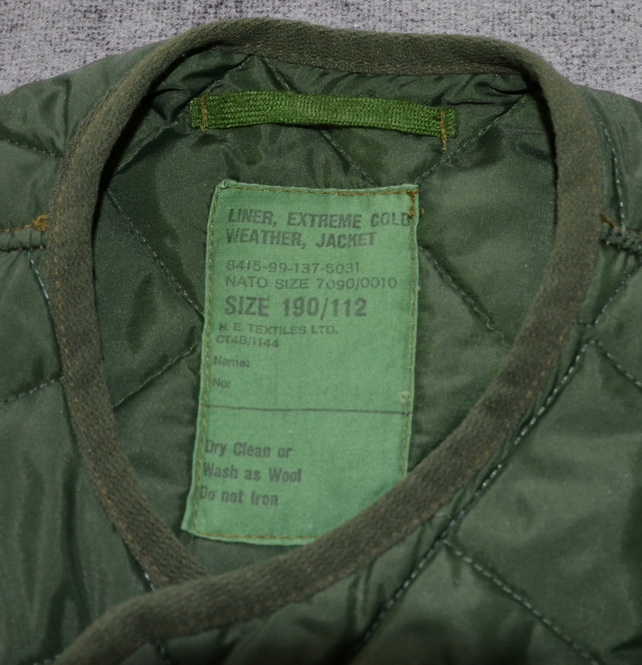 LINER, EXTREME COLD
WEATHER, JACKET
8415-99-137-5031
NATO SIZE 7090/0010
SIZE 190/112
H. E. TEXTILES LTD.
CT4B/1144
Name:
No:
Dry Clean or
Wash as Wool
Do not Iron